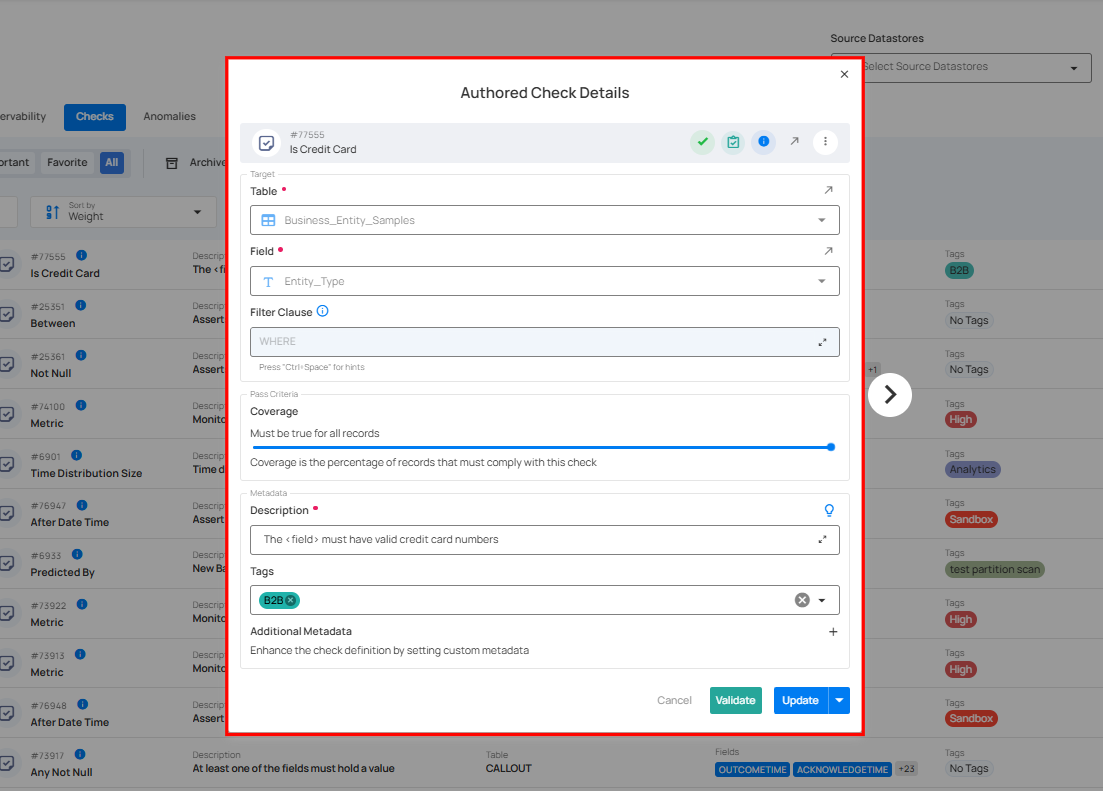 Source Datastores
Select Source Datastores
ervability
Checks
Anomalies
ortant
Favorite
All
Archive
Sort by
Weight
Authored Check Details
#77555
Is Credit Card
Target
Table
Business_Entity_Samples
Field
Entity_Type
Filter Clause
WHERE
Press "Ctrl+Space" for hints
Pass Criteria
Coverage
Must be true for all records
Coverage is the percentage of records that must comply with this check
Metadata
Description
The <field> must have valid credit card numbers
Tags
B2B
Additional Metadata
Enhance the check definition by setting custom metadata
Cancel
Validate
Update
#77555
Is Credit Card
Descrip
The <fi
Tags
B2B
#25351
Between
Descrip
Assert
Tags
No Tags
#25361
Not Null
Descrip
Assert
+1
Tags
No Tags
#74100
Metric
Descrip
Monito
Tags
High
#6901
Time Distribution Size
Descrip
Time d
Tags
Analytics
#76947
After Date Time
Descrip
Assert
Tags
Sandbox
#6933
Predicted By
Descrip
New Ba
Tags
test partition scan
#73922
Metric
Descrip
Monito
Tags
High
#73913
Metric
Descrip
Monito
Tags
High
#76948
After Date Time
Descrip
Assert
Tags
Sandbox
#73917
Any Not Null
Description
At least one of the fields must hold a value
Table
CALLOUT
Fields
OUTCOMETIME
ACKNOWLEDGETIME
+23
Tags
No Tags